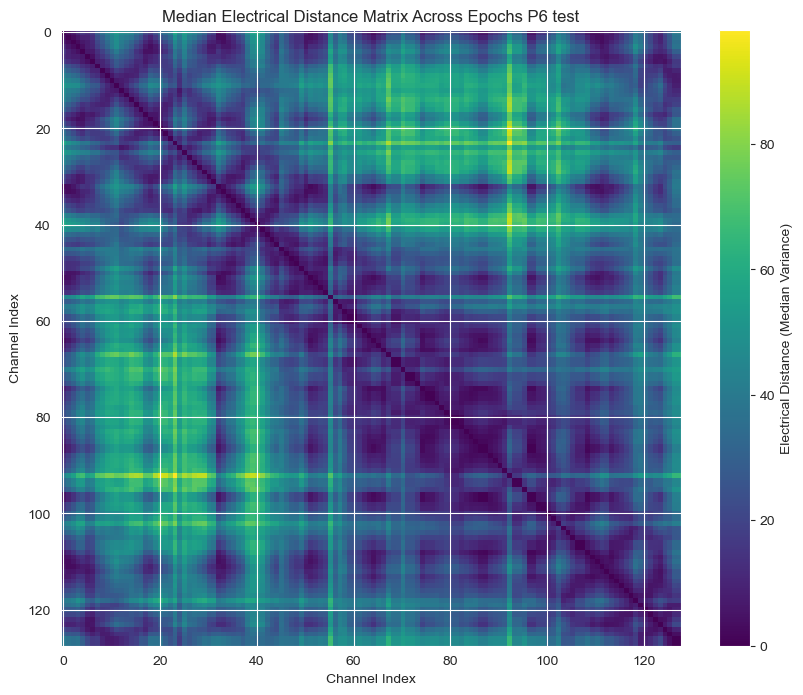 Median Electrical Distance Matrix Across Epochs P6 test
0
20
40
60
80
100
120
Channel Index
0 20 40 60 80 100 120
Channel Index
80
60
40
20
0
Electrical Distance (Median Variance)